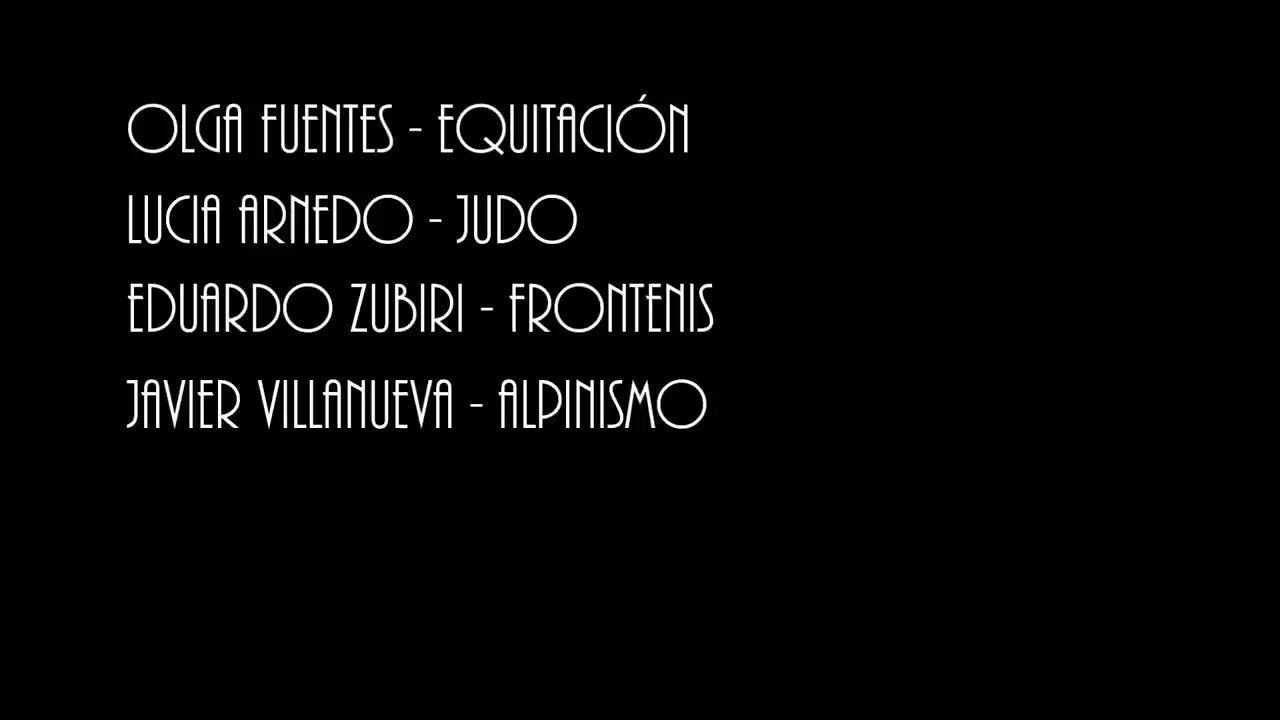 OLGA FUENTES - EQUITACIÓN
LUCIA ARNEDO - JUDO
EDUARDO ZUBIRI - FRONTENIS
JAVIER VILLANUEVA - ALPINISMO